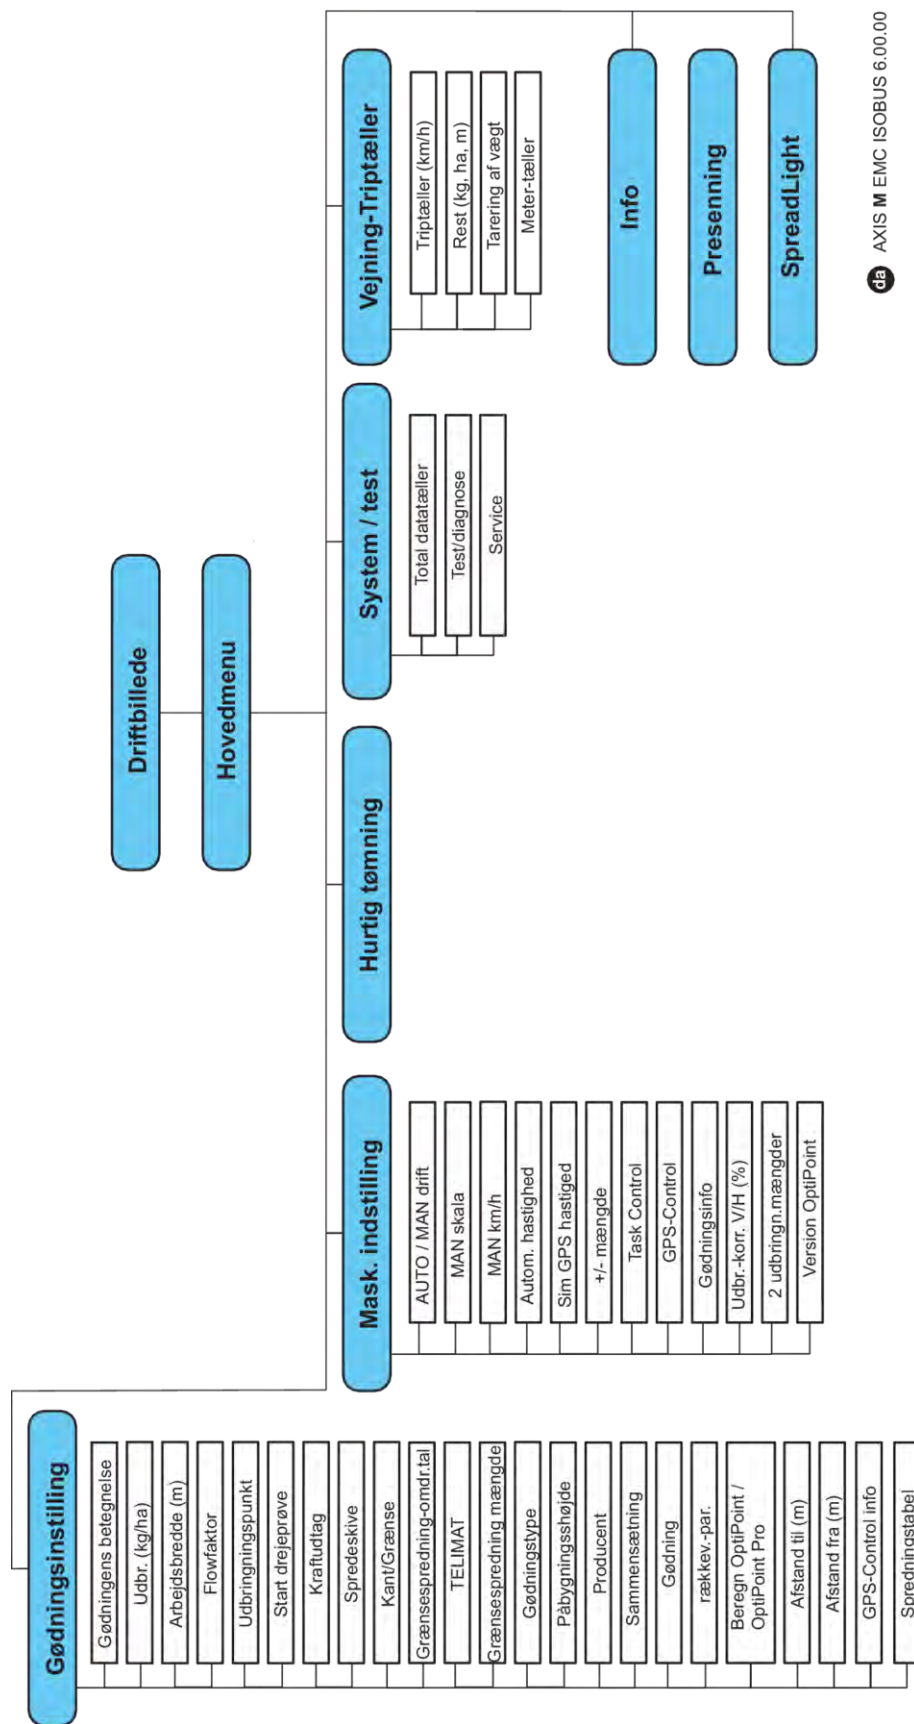 Driftbillede
Hovedmenu
Gødningsinstilling
Gødningens betegnelse
Udbr. (kg/ha)
Arbejdsbredde (m)
Flowfaktor
Udbringningspunkt
Start drejeprøve
Kraftudtag
Spredeskive
Kant/Grænse
Grænsespredning-omdr.tal
TELIMAT
Grænsespredning mængde
Gødningstype
Påbygningsshøjde
Producent
Sammensætning
Gødning
rækkev.-par.
Beregn OptiPoint /
OptiPoint Pro
Afstand til (m)
Afstand fra (m)
GPS-Control info
Spredningstabel
Mask. indstilling
AUTO / MAN drift
MAN skala
MAN km/h
Autom. hastighed
Sim GPS hastiged
+/- mængde
Task Control
GPS-Control
Gødningsinfo
Udbr.-korr. V/H (%)
2 udbringn.mængder
Version OptiPoint
Hurtig tømning
System / test
Total datatæller
Test/diagnose
Service
Vejning-Triptæller
Triptæller (km/h)
Rest (kg, ha, m)
Tarering af vægt
Meter-tæller
Info
Presenning
SpreadLight
da AXIS M EMC ISOBUS 6.00.00